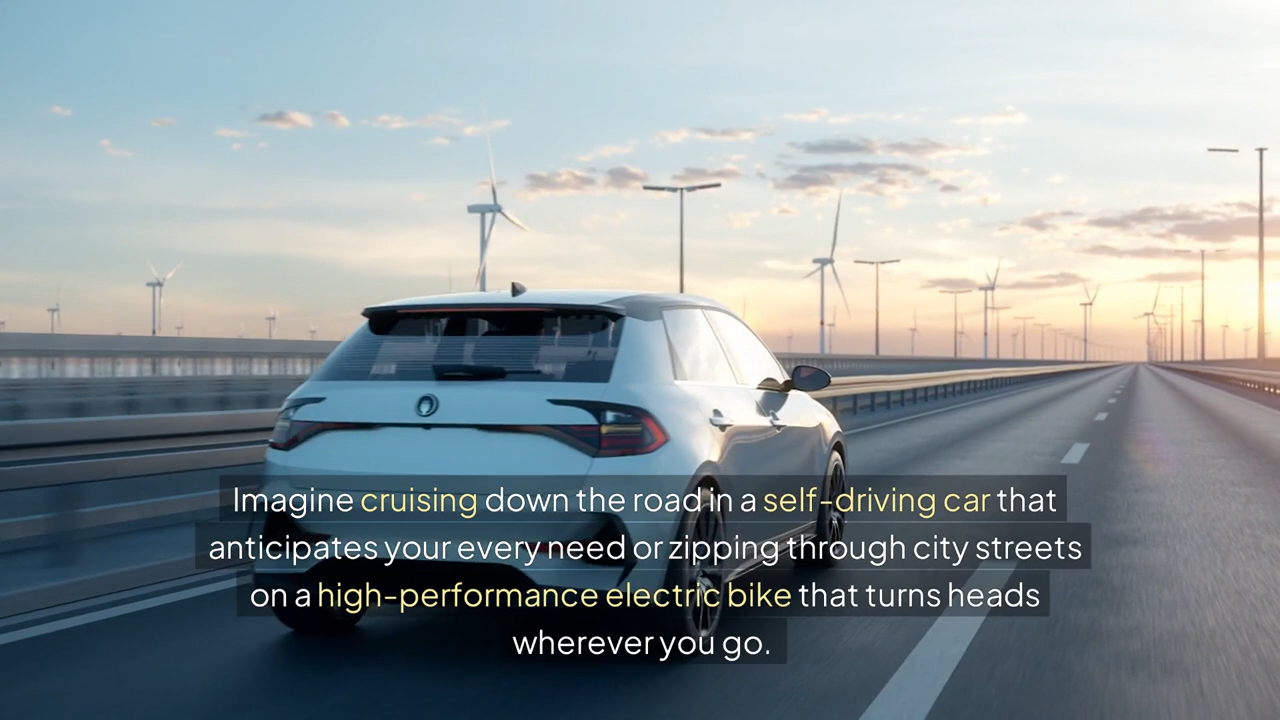 Imagine cruising down the road in a self-driving car that
anticipates your every need or zipping through city streets
on a high-performance electric bike that turns heads
wherever you go.